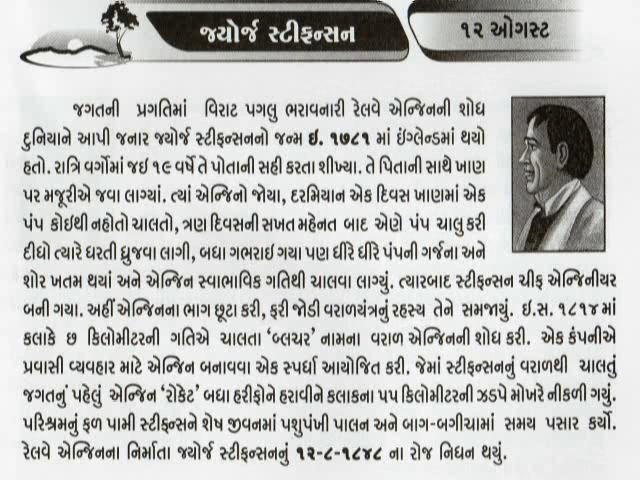 જ્યોર્જ સ્ટીફન્સન
૧૨ ઓગસ્ટ
જગતની પ્રગતિમાં વિરાટ પગલુ ભરાવનારી રેલવે એન્જિનની શોધ
દુનિયાને આપી જનાર જ્યોર્જ સ્ટીફન્સનનો જન્મ ઇ. ૧૭૮૧ માં ઇંગ્લેન્ડમાં થયો
હતો. રાત્રિ વર્ગોમાં જઇ ૧૯ વર્ષે તે પોતાની સહી કરતા શીખ્યા. તે પિતાની સાથે ખાણ
પર મજૂરીએ જવા લાગ્યાં. ત્યાં એન્જિનો જોયા, દરમિયાન એક દિવસ ખાણમાં એક
પંપ કોઇથી નહોતો ચાલતો, ત્રણ દિવસની સખત મહેનત બાદ એણે પંપ ચાલુ કરી
દીધો ત્યારે ધરતી ધ્રુજવા લાગી, બધા ગભરાઇ ગયા પણ ધીરે ધીરે પંપની ગર્જના અને
શોર ખતમ થયાં અને એન્જિન સ્વાભાવિક ગતિથી ચાલવા લાગ્યું. ત્યારબાદ સ્ટીફન્સન ચીફ એન્જિનીયર
બની ગયા. અહીં એન્જિનના ભાગ છૂટા કરી, ફરી જોડી વરાળયંત્રનું રહસ્ય તેને સમજાયું. ઇ.સ. ૧૮૧૪માં
કલાકે છ કિલોમીટરની ગતિએ ચાલતા ‘બ્લચર’ નામના વરાળ એન્જિનની શોધ કરી. એક કંપનીએ
પ્રવાસી વ્યવહાર માટે એન્જિન બનાવવા એક સ્પર્ધા આયોજિત કરી. જેમાં સ્ટીફન્સનનું વરાળથી ચાલતું
જગતનું પહેલું એન્જિન ‘રોકેટ’ બધા હરીફોને હરાવીને કલાકના ૫૫ કિલોમીટરની ઝડપે મોખરે નીકળી ગયું.
પરિશ્રમનું ફળ પામી સ્ટીફન્સને શેષ જીવનમાં પશુપંખી પાલન અને બાગ-બગીચામાં સમય પસાર કર્યો.
રેલવે એન્જિનના નિર્માતા જ્યોર્જ સ્ટીફન્સનનું ૧૨-૮-૧૮૪૮ ના રોજ નિધન થયું.